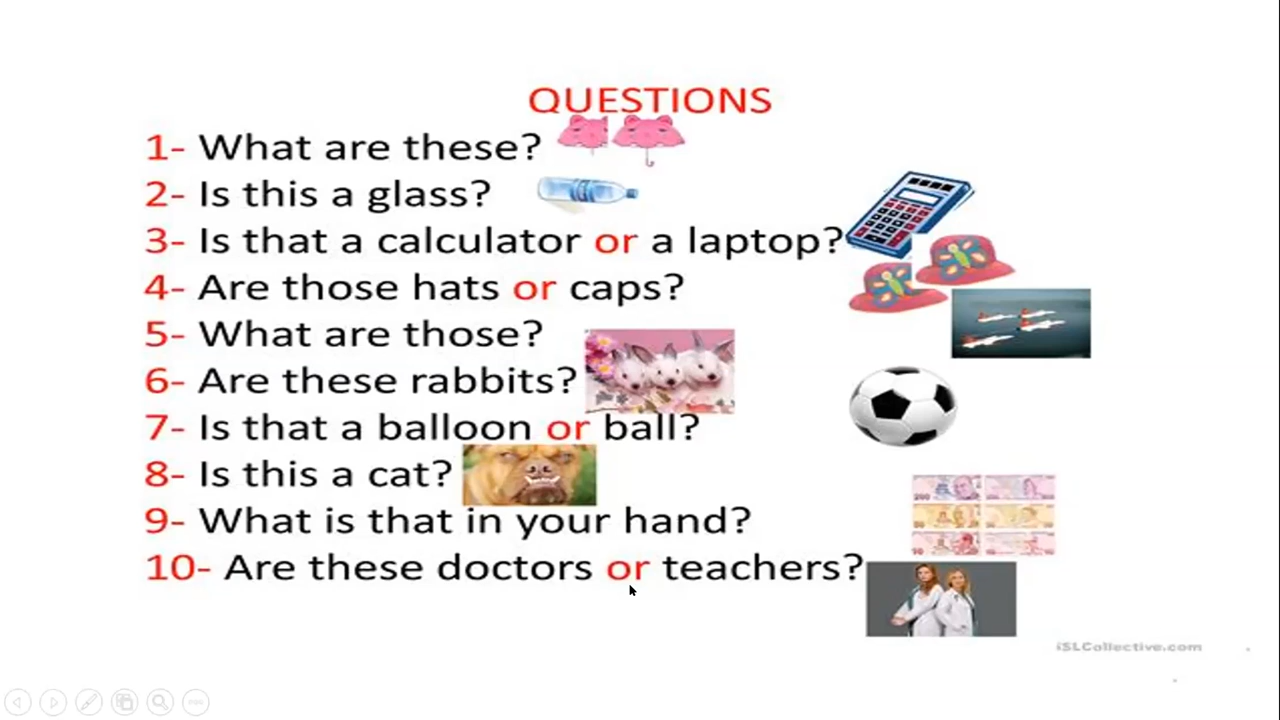 QUESTIONS
1- What are these?
2- Is this a glass?
3- Is that a calculator or a laptop?
4- Are those hats or caps?
5- What are those?
6- Are these rabbits?
7- Is that a balloon or ball?
8- Is this a cat?
9- What is that in your hand?
10- Are these doctors or teachers?
iSLCollective.com